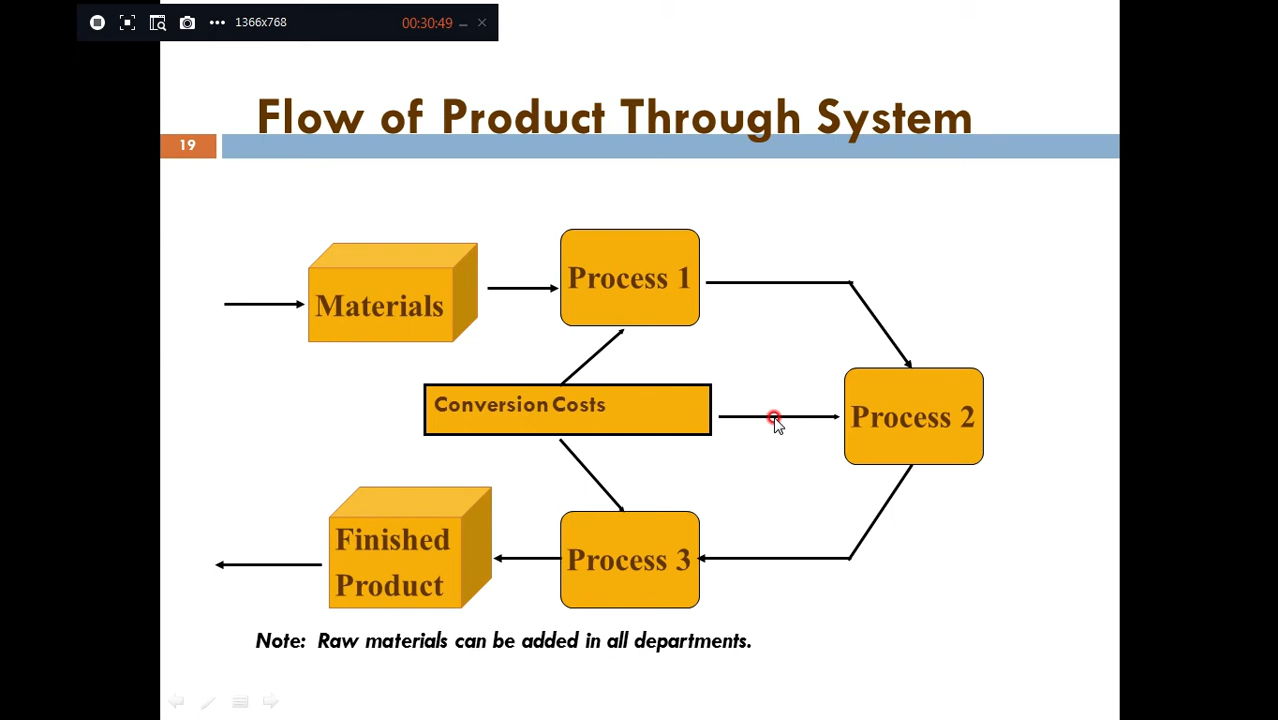 1366x768
00:30:49
Flow of Product Through System
19
Materials
Process 1
Conversion Costs
Process 2
Finished
Product
Process 3
Note: Raw materials can be added in all departments.